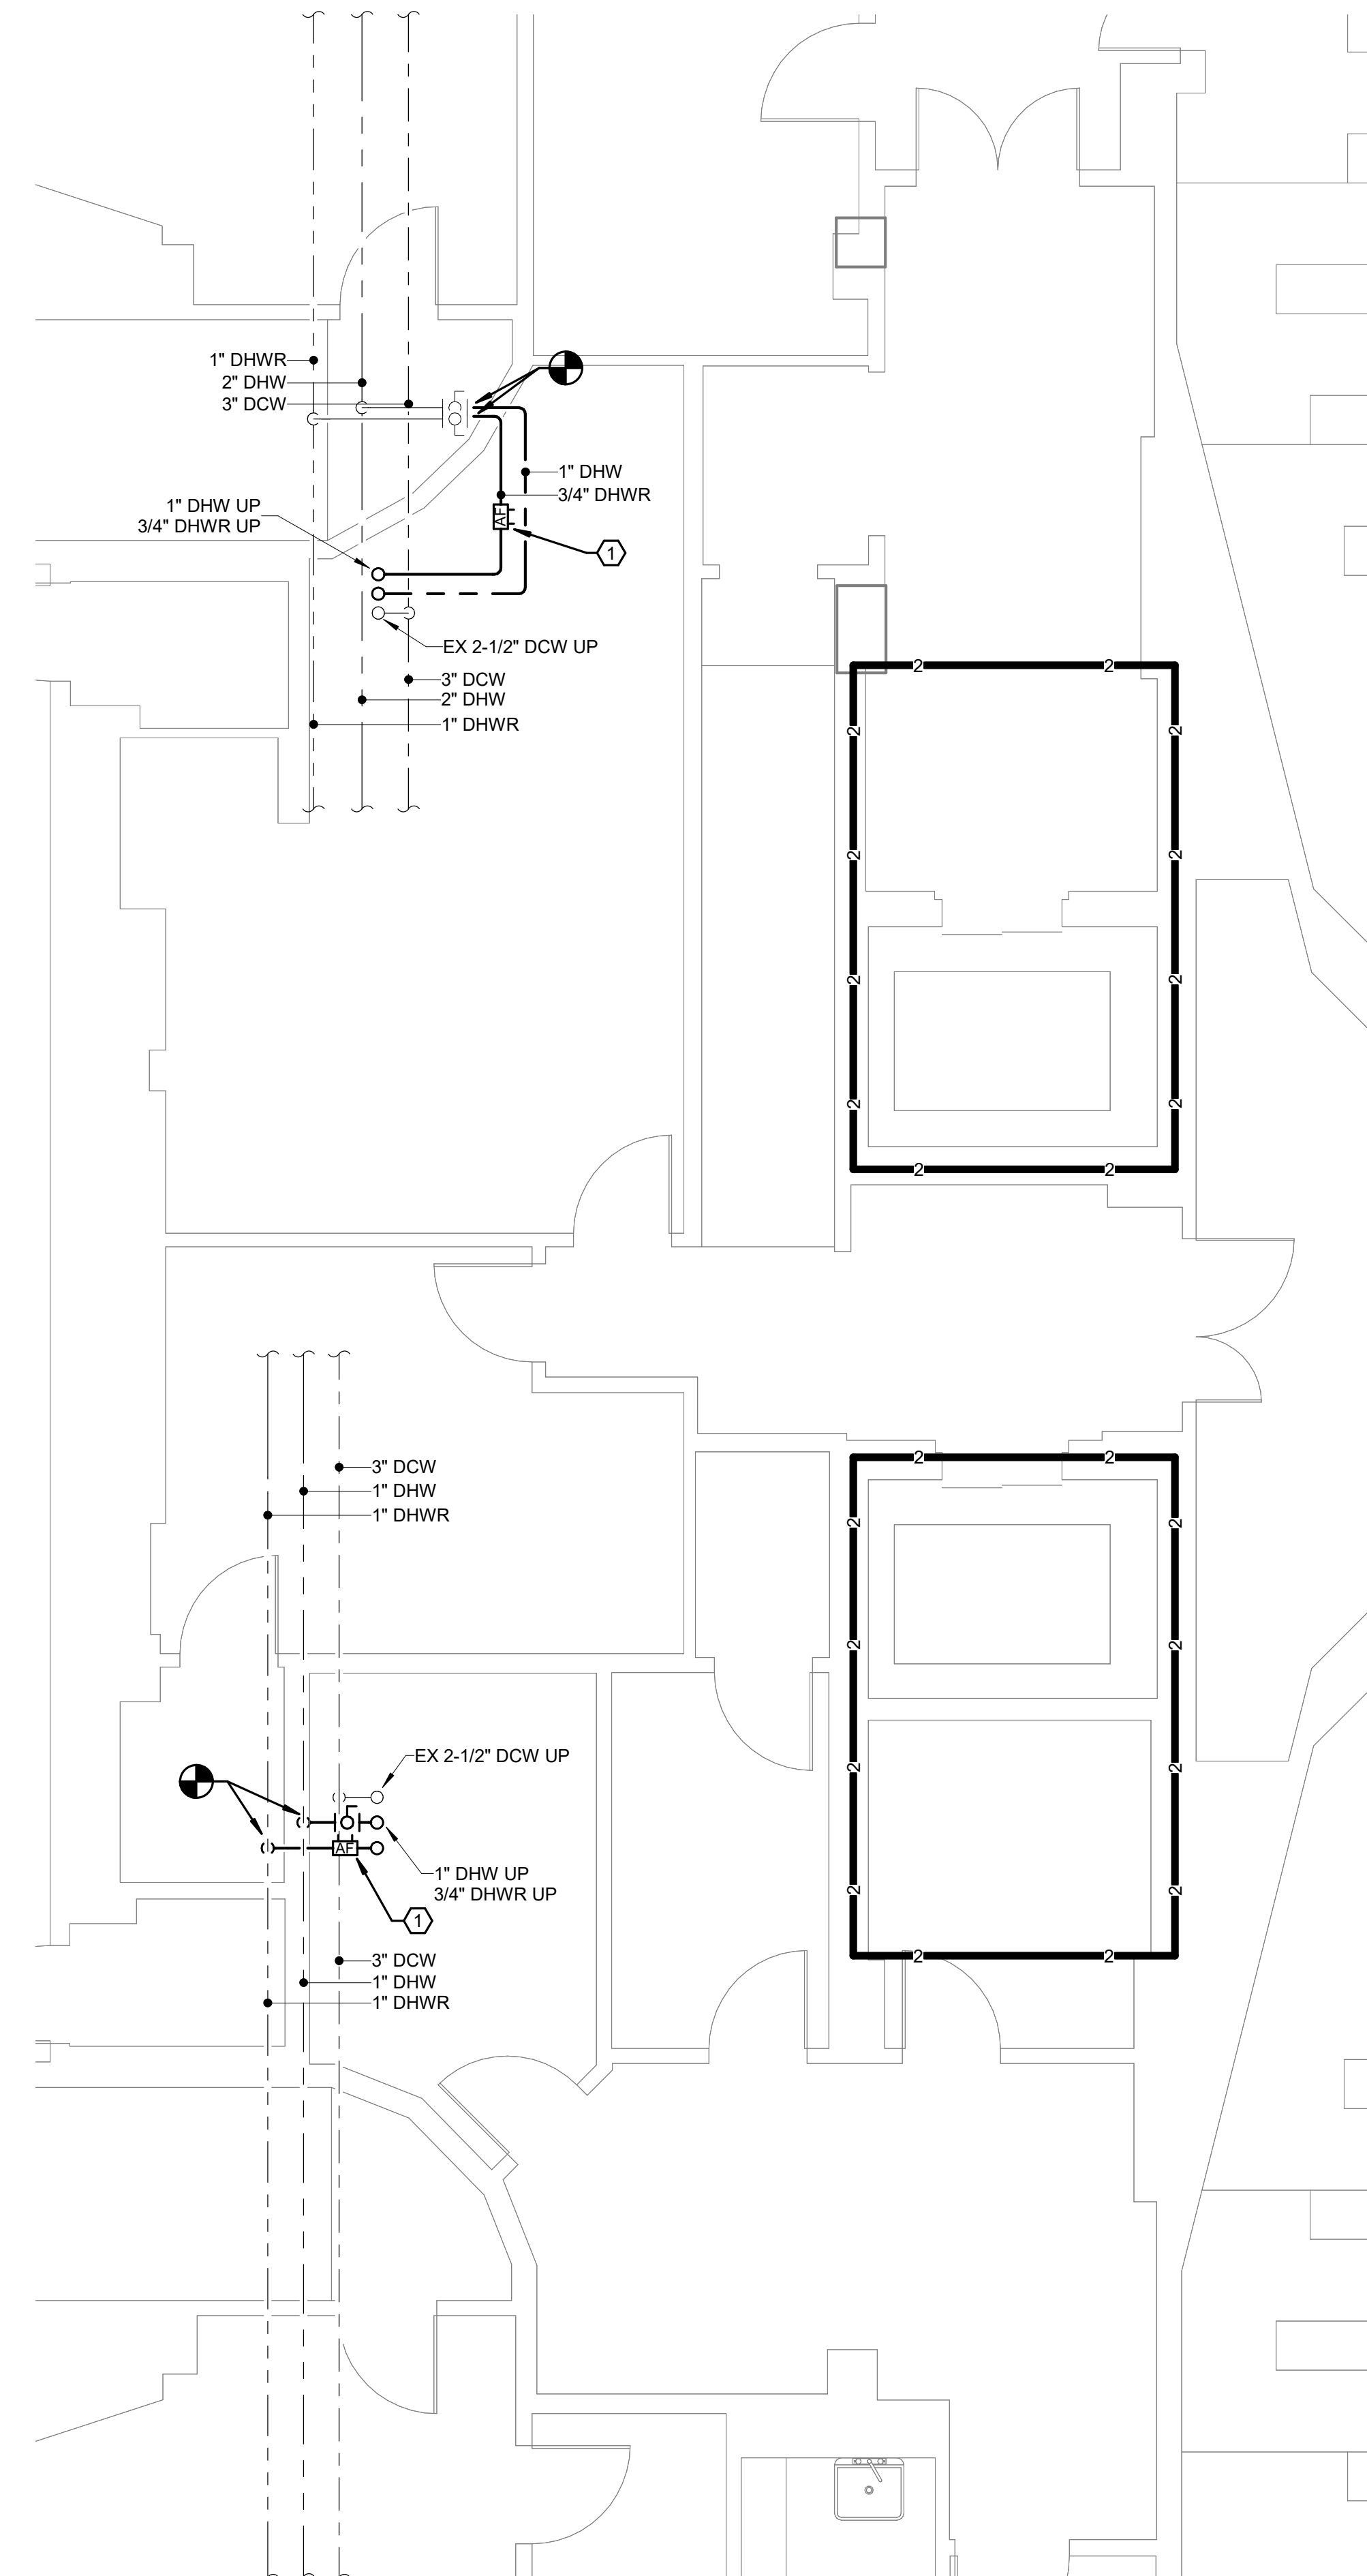 1" DHWR
2" DHW
3" DCW
1" DHW
3/4" DHWR
1" DHW UP
3/4" DHWR UP
AF
1
EX 2-1/2" DCW UP
3" DCW
2" DHW
1" DHWR
2 2
2 2
2 2
2 2
2 2
2 2
3" DCW
1" DHW
1" DHWR
2 2
2 2
2 2
EX 2-1/2" DCW UP
2 2
AF
1" DHW UP
3/4" DHWR UP
2 2
1
2 2
3" DCW
1" DHW
1" DHWR